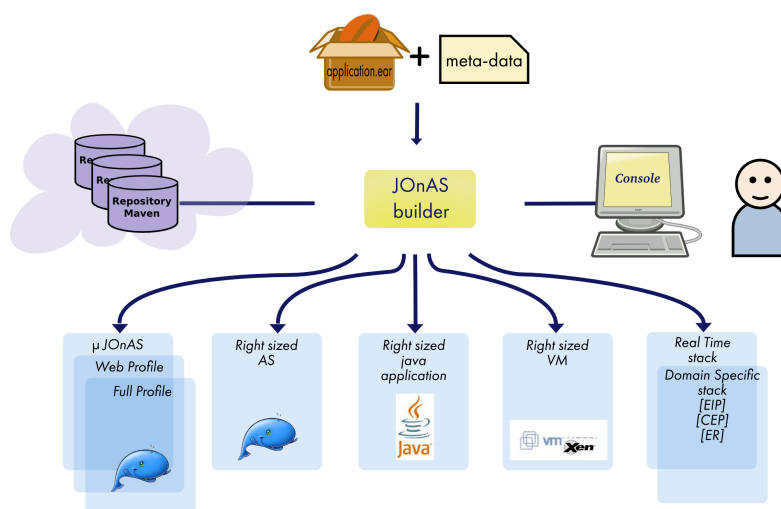 application.ear
+
meta-data
Re
Re
Repository
Maven
JOnAS
builder
Console
µ JOnAS
Web Profile
Full Profile
Right sized
AS
Right sized
java
application
Java
Right sized
VM
vm
Xen
Real Time
stack
Domain Specific
stack
[EIP]
[CEP]
[ER]